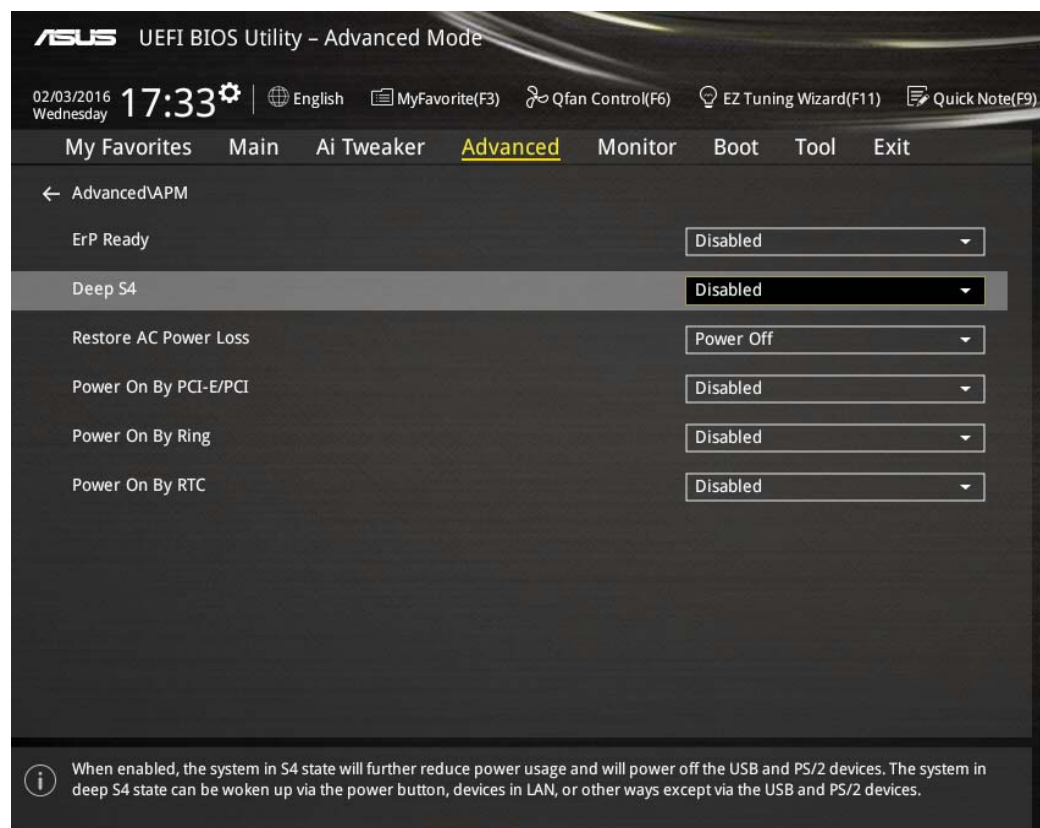 ASUS UEFI BIOS Utility – Advanced Mode
02/03/2016
Wednesday
17:33
English
MyFavorite(F3)
Qfan Control(F6)
EZ Tuning Wizard(F11)
Quick Note(F9)
My Favorites Main Ai Tweaker Advanced Monitor Boot Tool Exit
← Advanced\APM
ErP Ready Disabled
Deep S4 Disabled
Restore AC Power Loss Power Off
Power On By PCI-E/PCI Disabled
Power On By Ring Disabled
Power On By RTC Disabled
When enabled, the system in S4 state will further reduce power usage and will power off the USB and PS/2 devices. The system in
deep S4 state can be woken up via the power button, devices in LAN, or other ways except via the USB and PS/2 devices.